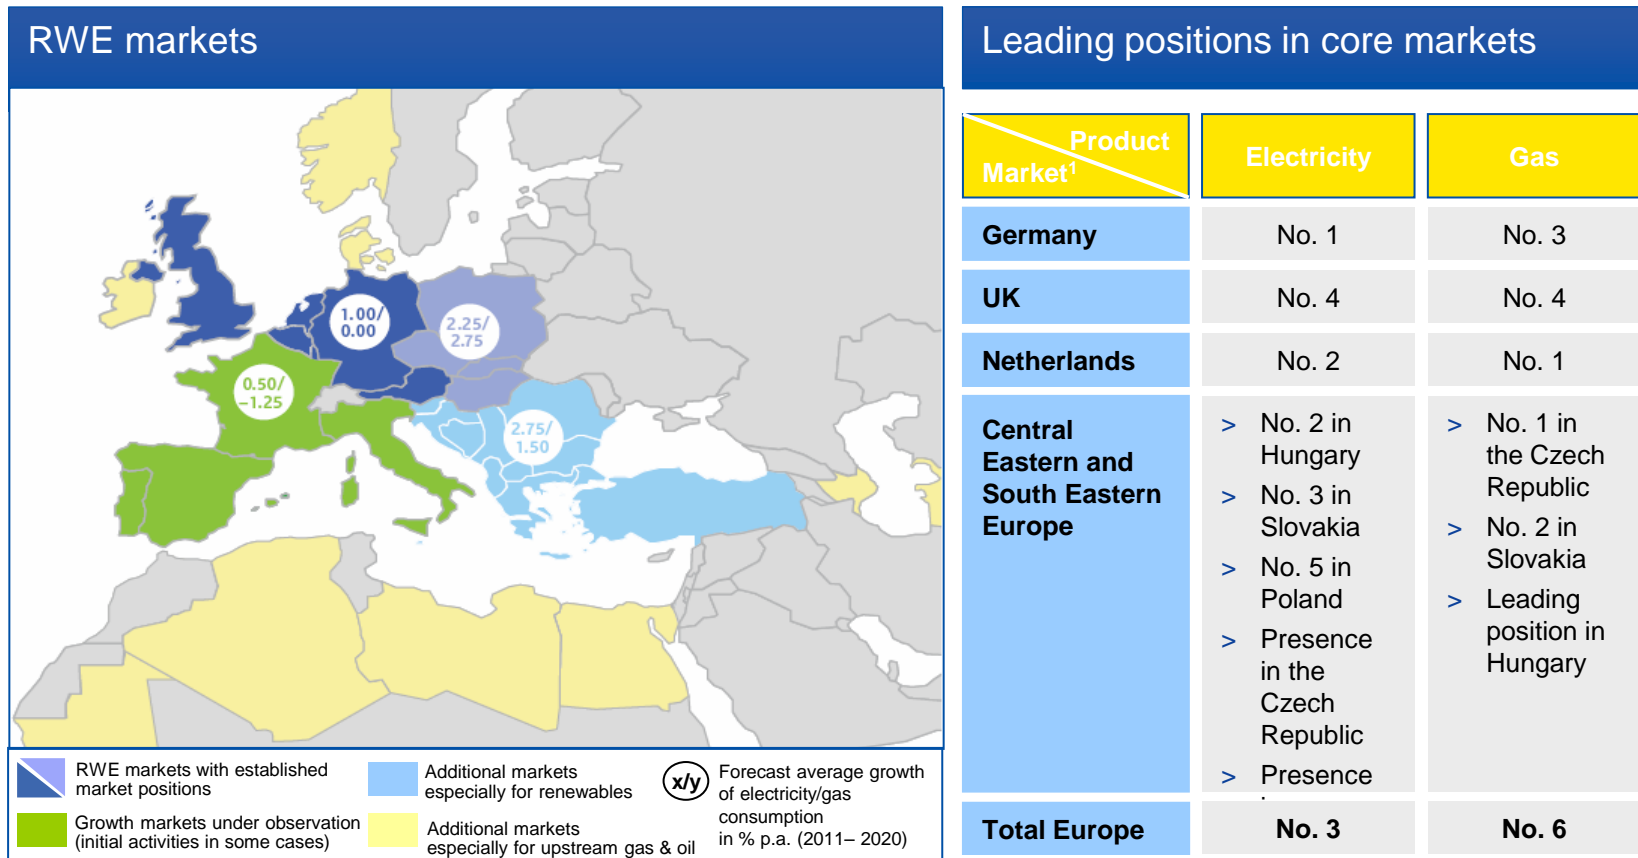 RWE markets
1.00/
0.00
2.25/
2.75
0.50/
–1.25
2.75/
1.50
RWE markets with established
market positions
Growth markets under observation
(initial activities in some cases)
Additional markets
especially for renewables
Additional markets
especially for upstream gas & oil
x/y
Forecast average growth
of electricity/gas
consumption
in % p.a. (2011– 2020)
Leading positions in core markets
Product
Market¹
Electricity
Gas
Germany
No. 1
No. 3
UK
No. 4
No. 4
Netherlands
No. 2
No. 1
Central
Eastern and
South Eastern
Europe
> No. 2 in
Hungary
> No. 3 in
Slovakia
> No. 5 in
Poland
> Presence
in the
Czech
Republic
> Presence
> No. 1 in
the Czech
Republic
> No. 2 in
Slovakia
> Leading
position in
Hungary
Total Europe
No. 3
No. 6